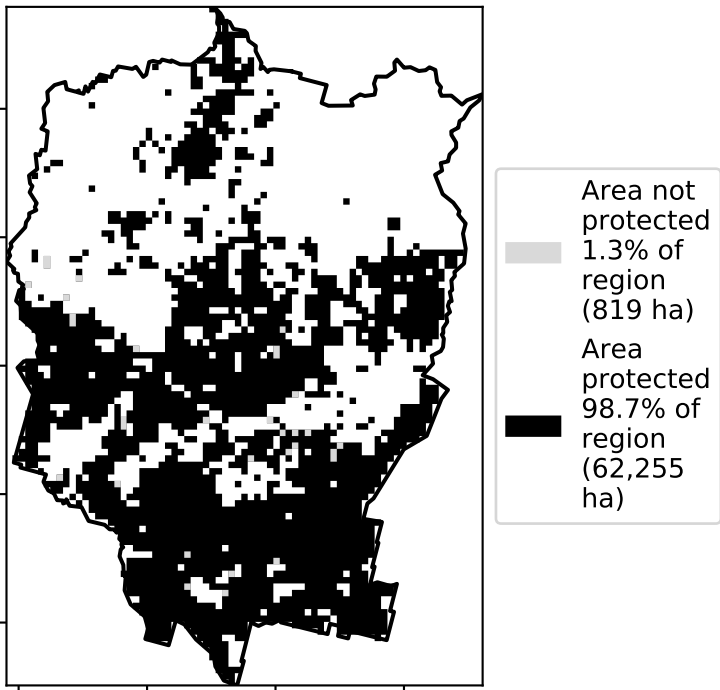 Area not
protected
1.3% of
region
(819 ha)
Area
protected
98.7% of
region
(62,255
ha)